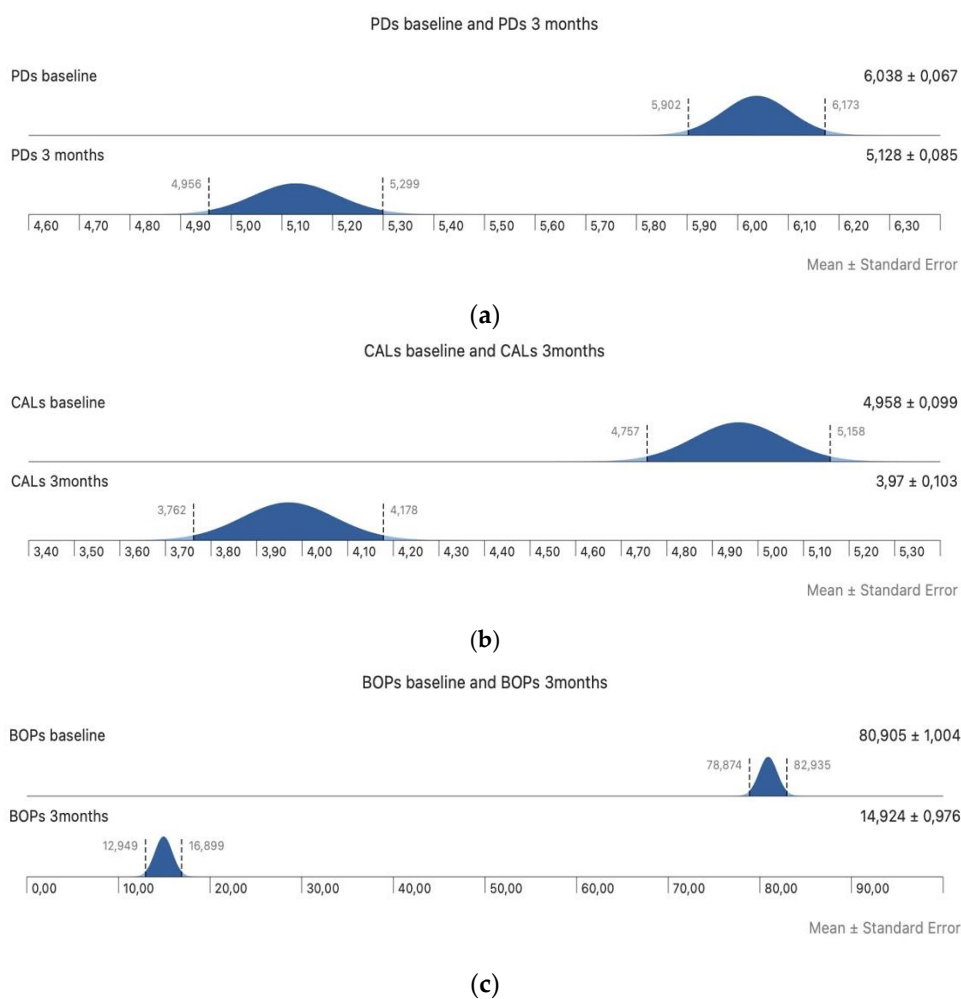 PDs baseline and PDs 3 months
PDs baseline 6,038 ± 0,067
5,902 6,173
PDs 3 months 5,128 ± 0,085
4,956 5,299
4,60 4,70 4,80 4,90 5,00 5,10 5,20 5,30 5,40 5,50 5,60 5,70 5,80 5,90 6,00 6,10 6,20 6,30
Mean ± Standard Error
(a)
CALs baseline and CALs 3months
CALs baseline 4,958 ± 0,099
4,757 5,158
CALs 3months 3,97 ± 0,103
3,762 4,178
3,40 3,50 3,60 3,70 3,80 3,90 4,00 4,10 4,20 4,30 4,40 4,50 4,60 4,70 4,80 4,90 5,00 5,10 5,20 5,30
Mean ± Standard Error
(b)
BOPs baseline and BOPs 3months
BOPs baseline 80,905 ± 1,004
78,874 82,935
BOPs 3months 14,924 ± 0,976
12,949 16,899
0,00 10,00 20,00 30,00 40,00 50,00 60,00 70,00 80,00 90,00
Mean ± Standard Error
(c)